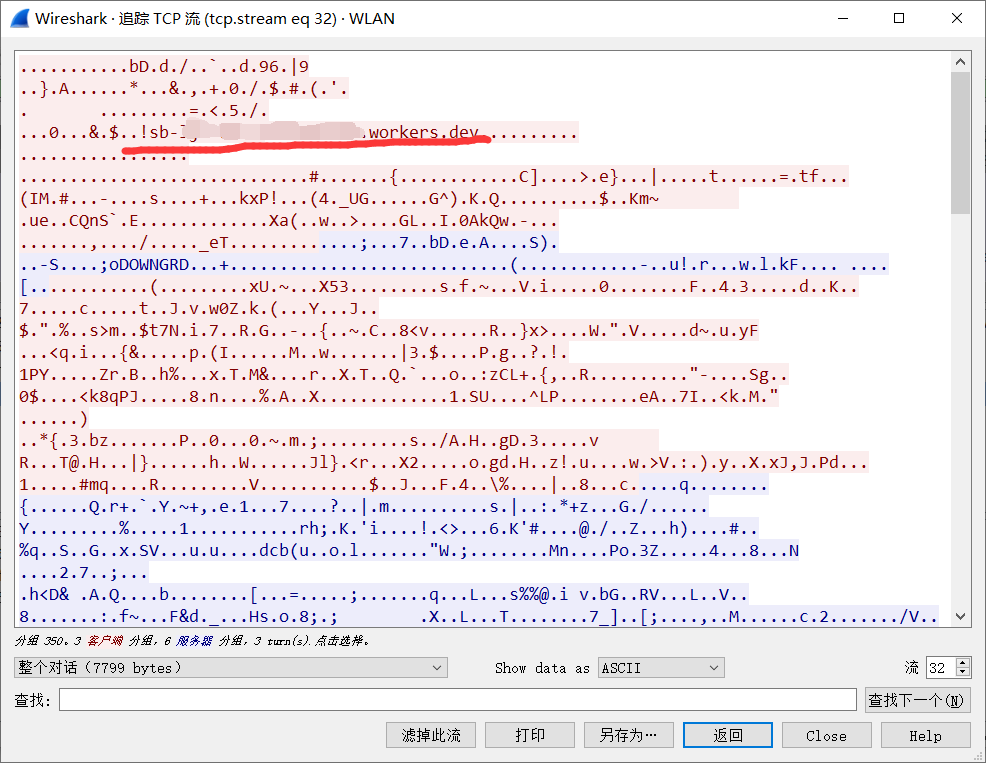 Wireshark · 追踪 TCP 流 (tcp.stream eq 32) · WLAN
...........bD.d./..`..d.96.|9
..}.A......*...&.,.+.0./.$.#.(.'.
.       .........=.<.5./.
...0...&.$..!sb- .workers.dev..........
.................
.............................#.......{............C]....>.e}...|.....t......=.tf...
(IM.#...-....s....+...kxP!...(4._UG......G^).K.Q..........$..Km~
.ue..CQnS`.E.............Xa(..w..>....GL..I.0AkQw.-...
.......,..../....._eT.............;...7..bD.e.A....S).
..-S....;oDOWNGRD...+............................(............-..u!.r...w.l.kF.... ....
[............(.........xU.~...X53.........s.f.~...V.i.....0........F..4.3.....d..K..
7.....c.....t..J.v.w0Z.k.(...Y...J..
$.".%..s>m..$t7N.i.7..R.G..-..{..~.C..8<v......R..}x>....W.".V.....d~.u.yF
...<q.i...{&.....p.(I......M..w.......|3.$....P.g..?.!.
1PY.....Zr.B..h%...x.T.M&....r..X.T..Q.`...o..:zCL+.{,..R.........."-....Sg..
0$....<k8qPJ.....8.n....%.A..X.............1.SU....^LP........eA..7I..<k.M."
......)
..*{.3.bz.......P..0...0.~.m.;.........s../A.H..gD.3.....v
R...T@.H...|}......h..W......Jl}.<r...X2.....o.gd.H..z!.u....w.>V.:.).y..X.xJ,J.Pd...
1.....#mq....R.........V...........$..J...F.4..\%....|..8...c.....q........
{......Q.r+.`.Y.~+,.e.1...7....?..|.m..........s.|..:.*+z...G./......
Y........%.....1...........rh;.K.'i....!.<>...6.K'#....@./..Z...h)....#..
%q..S..G..x.SV...u.u....dcb(u..o.l......."W.;........Mn....Po.3Z.....4...8...N
....2.7..;...
.h<D& .A.Q....b........[...=.....;.......q...L...s%%@.i v.bG..RV...L..V..
8.......:.f~...F&d._...Hs.o.8;.;        .X..L...T........7_]..[;....,..M......c.2......./V..
分组 350。3 客户端 分组，6 服务器 分组，3 turn(s).点击选择。
整个对话（7799 bytes）
Show data as ASCII
流 32
查找:
查找下一个(N)
滤掉此流 打印 另存为… 返回 Close Help